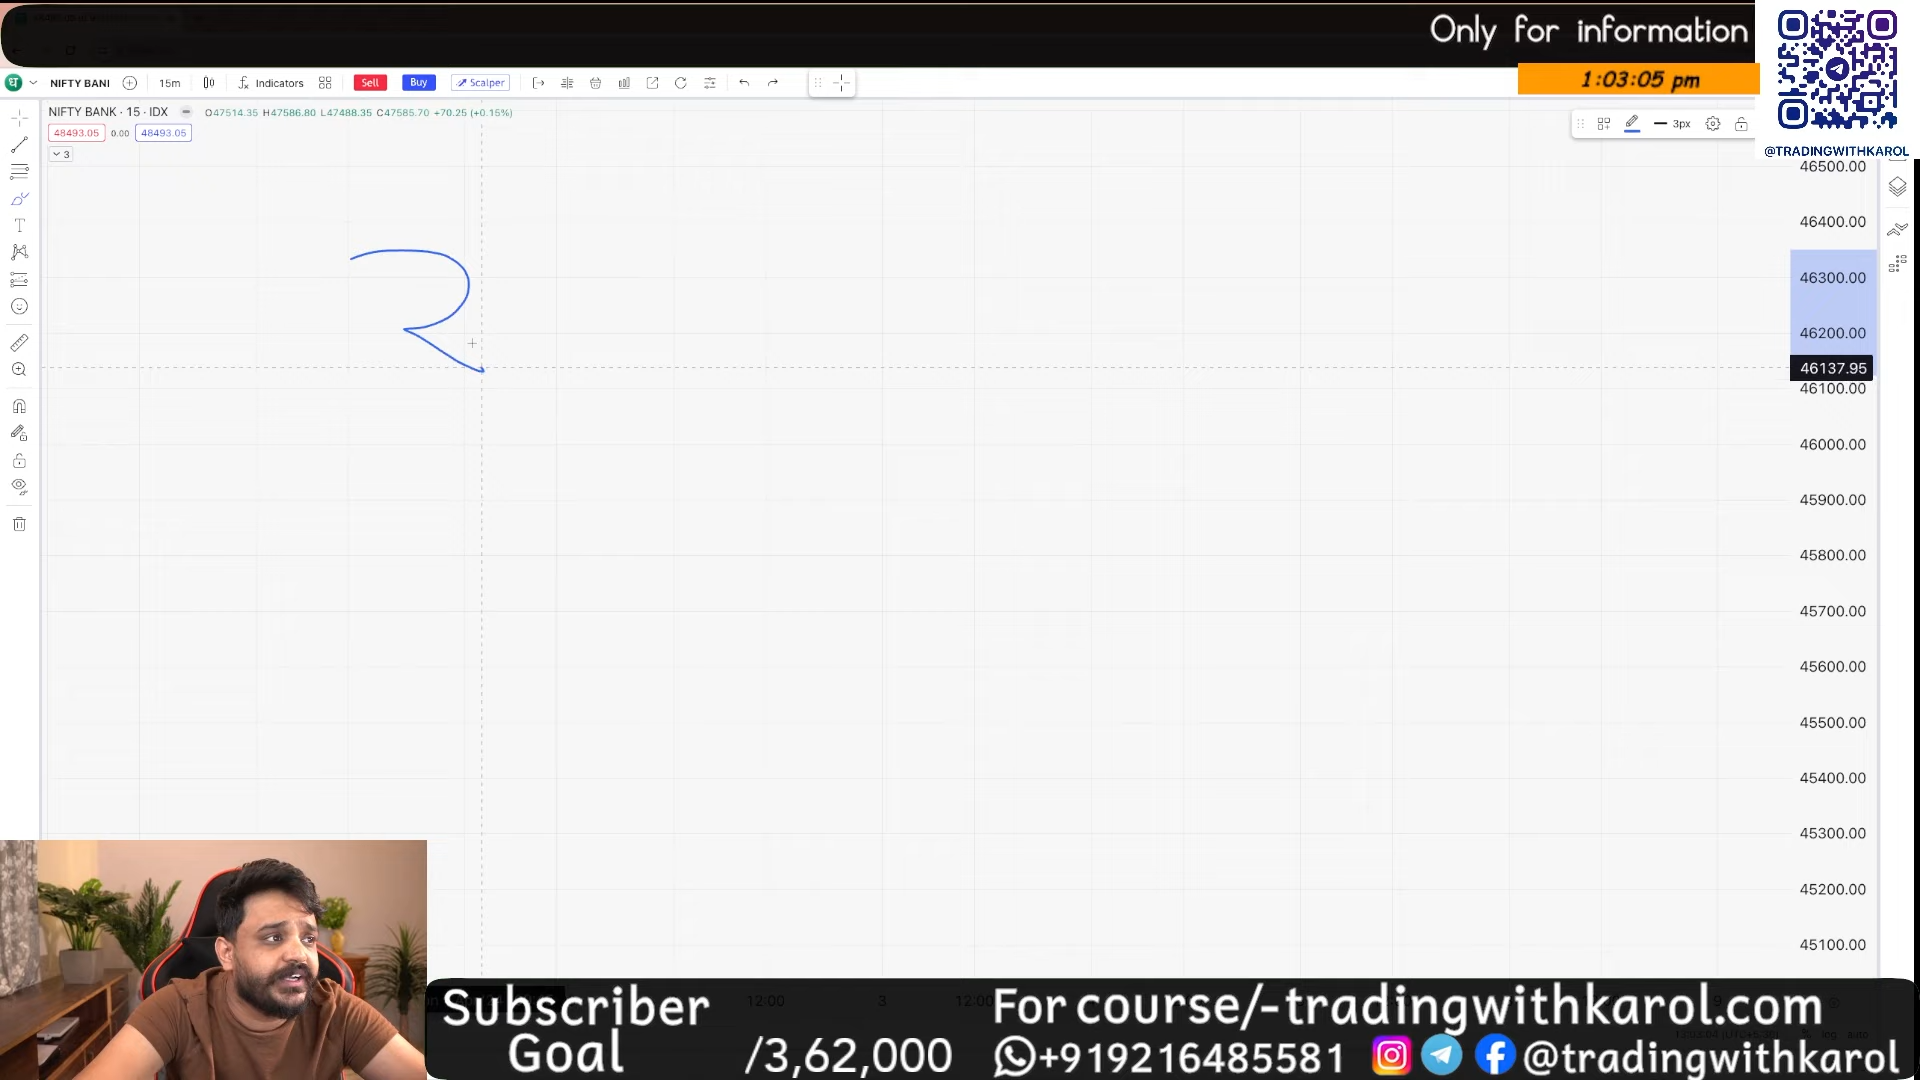 Only for information
1:03:05 pm
@TRADINGWITHKAROL
NIFTY BANI
15m
Indicators
Sell
Buy
Scalper
NIFTY BANK · 15 · IDX
O47514.35 H47586.80 L47488.35 C47585.70 +70.25 (+0.15%)
48493.05
0.00
48493.05
3
3px
46500.00
46400.00
46300.00
46200.00
46137.95
46100.00
46000.00
45900.00
45800.00
45700.00
45600.00
45500.00
45400.00
45300.00
45200.00
45100.00
12:00
3
Subscriber
Goal
/3,62,000
For course/-tradingwithkarol.com
+919216485581
@tradingwithkarol